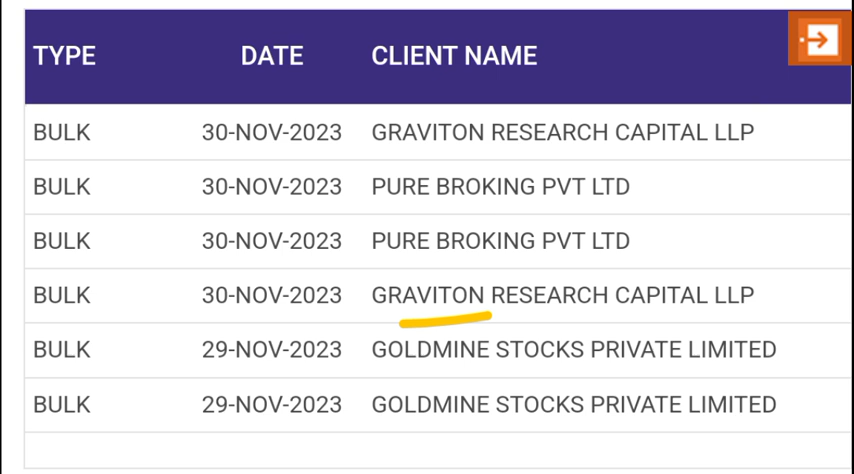 TYPE DATE CLIENT NAME
BULK 30-NOV-2023 GRAVITON RESEARCH CAPITAL LLP
BULK 30-NOV-2023 PURE BROKING PVT LTD
BULK 30-NOV-2023 PURE BROKING PVT LTD
BULK 30-NOV-2023 GRAVITON RESEARCH CAPITAL LLP
BULK 29-NOV-2023 GOLDMINE STOCKS PRIVATE LIMITED
BULK 29-NOV-2023 GOLDMINE STOCKS PRIVATE LIMITED